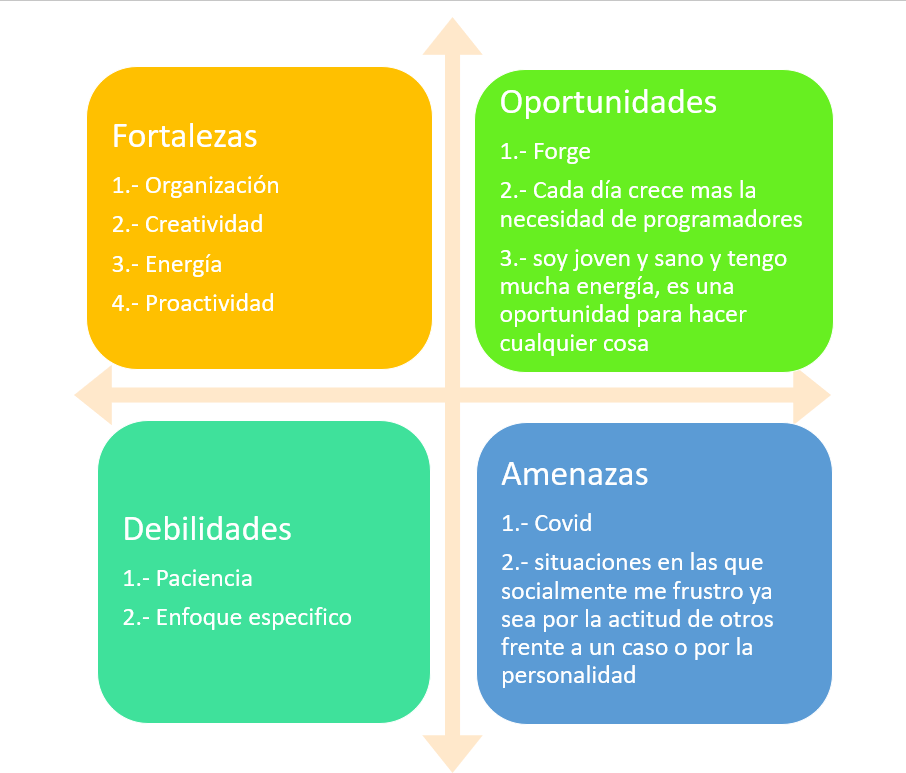 Fortalezas
1.- Organización
2.- Creatividad
3.- Energía
4.- Proactividad
Oportunidades
1.- Forge
2.- Cada día crece mas la
necesidad de programadores
3.- soy joven y sano y tengo
mucha energía, es una
oportunidad para hacer
cualquier cosa
Debilidades
1.- Paciencia
2.- Enfoque especifico
Amenazas
1.- Covid
2.- situaciones en las que
socialmente me frustro ya
sea por la actitud de otros
frente a un caso o por la
personalidad